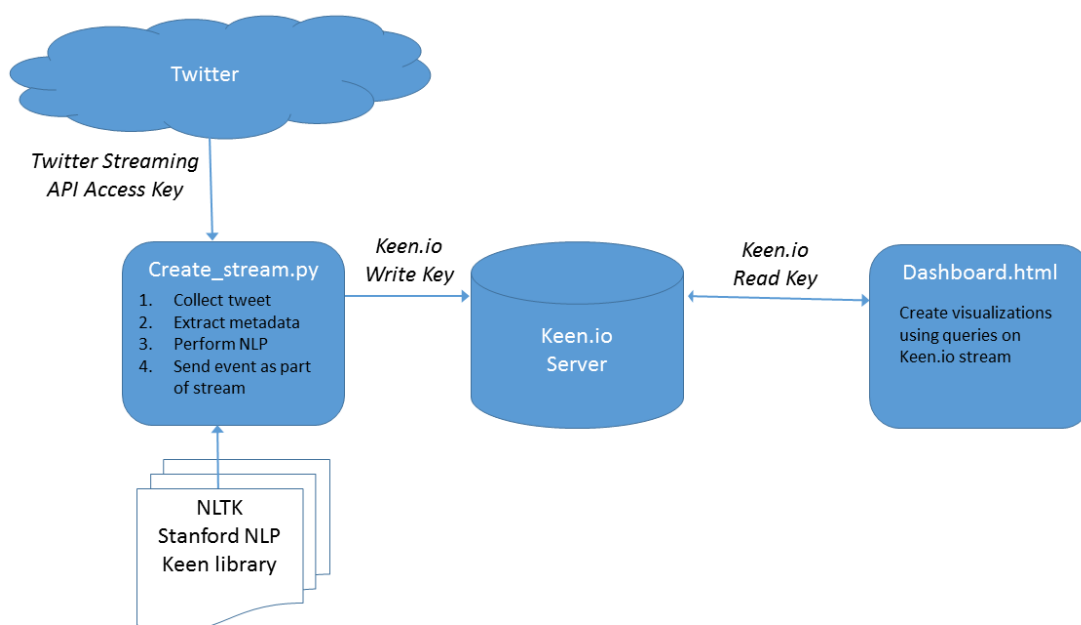 Twitter
Twitter Streaming
API Access Key
Create_stream.py
1. Collect tweet
2. Extract metadata
3. Perform NLP
4. Send event as part
of stream
Keen.io
Write Key
Keen.io
Server
Keen.io
Read Key
Dashboard.html
Create visualizations
using queries on
Keen.io stream
NLTK
Stanford NLP
Keen library